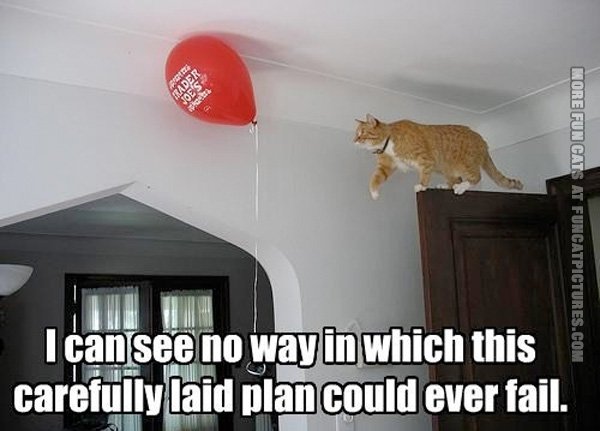 TRADER
JOE'S
MORE FUN CATS AT FUNCATPICTURES.COM
I can see no way in which this
carefully laid plan could ever fail.